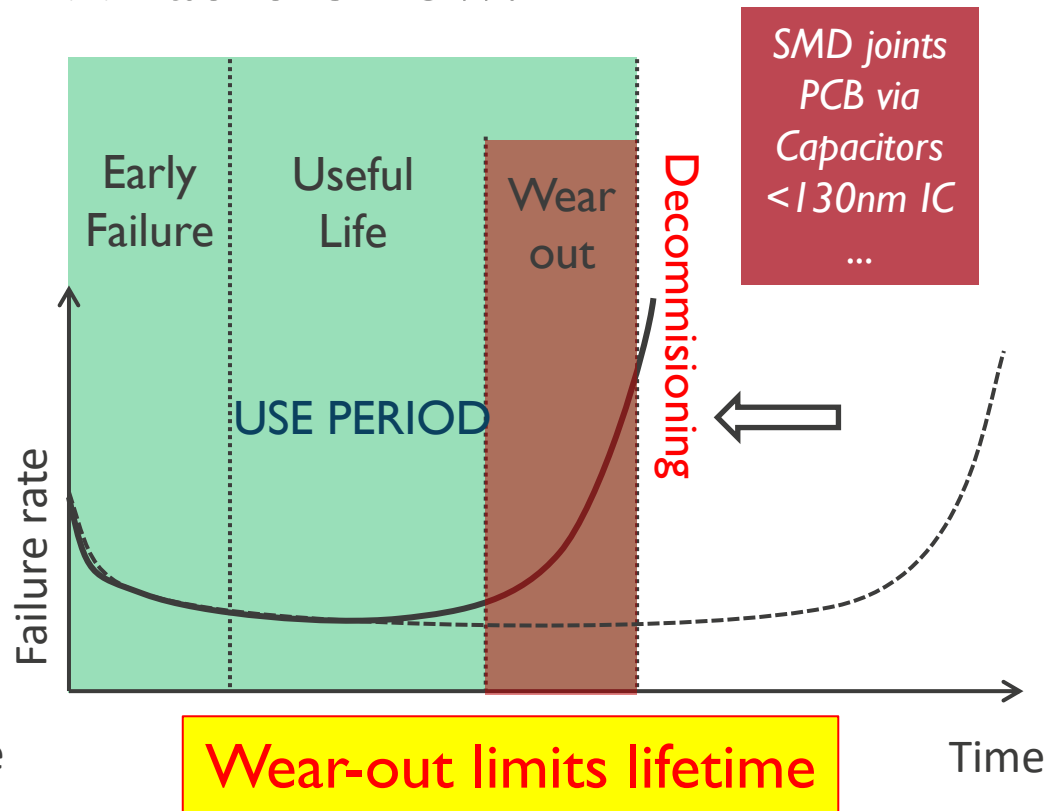 SMD joints
PCB via
Capacitors
<130nm IC
...
Early
Failure
Useful
Life
Wear
out
Decommisioning
USE PERIOD
Failure rate
Wear-out limits lifetime
Time